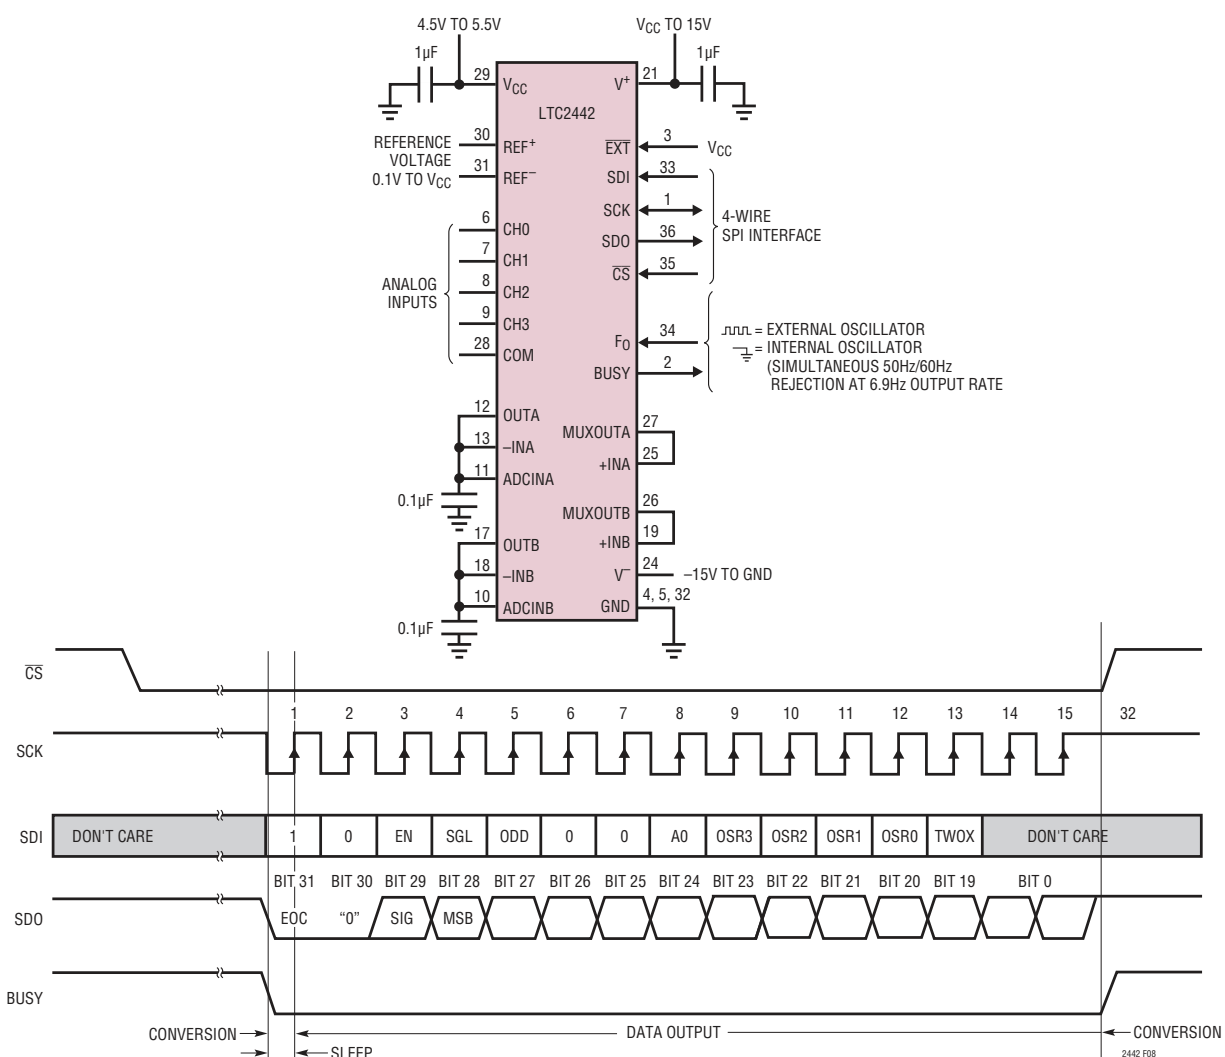 4.5V TO 5.5V
VCC TO 15V
1µF
1µF
29
VCC
V+
21
LTC2442
REFERENCE
VOLTAGE
0.1V TO VCC
30
REF+
31
REF–
EXT
3
VCC
SDI
33
SCK
1
SDO
36
CS
35
4-WIRE
SPI INTERFACE
ANALOG
INPUTS
6
CH0
7
CH1
8
CH2
9
CH3
28
COM
FO
34
BUSY
2
= EXTERNAL OSCILLATOR
= INTERNAL OSCILLATOR
(SIMULTANEOUS 50Hz/60Hz
REJECTION AT 6.9Hz OUTPUT RATE
12
OUTA
13
–INA
11
ADCINA
0.1µF
MUXOUTA
27
+INA
25
MUXOUTB
26
+INB
19
17
OUTB
18
–INB
10
ADCINB
0.1µF
V–
24
–15V TO GND
GND
4, 5, 32
CS
SCK
1 2 3 4 5 6 7 8 9 10 11 12 13 14 15 32
SDI
DON'T CARE 1 0 EN SGL ODD 0 0 A0 OSR3 OSR2 OSR1 OSR0 TWOX DON'T CARE
BIT 31 BIT 30 BIT 29 BIT 28 BIT 27 BIT 26 BIT 25 BIT 24 BIT 23 BIT 22 BIT 21 BIT 20 BIT 19 BIT 0
SDO
EOC “0” SIG MSB
BUSY
CONVERSION
DATA OUTPUT
CONVERSION
SLEEP
2442 F08